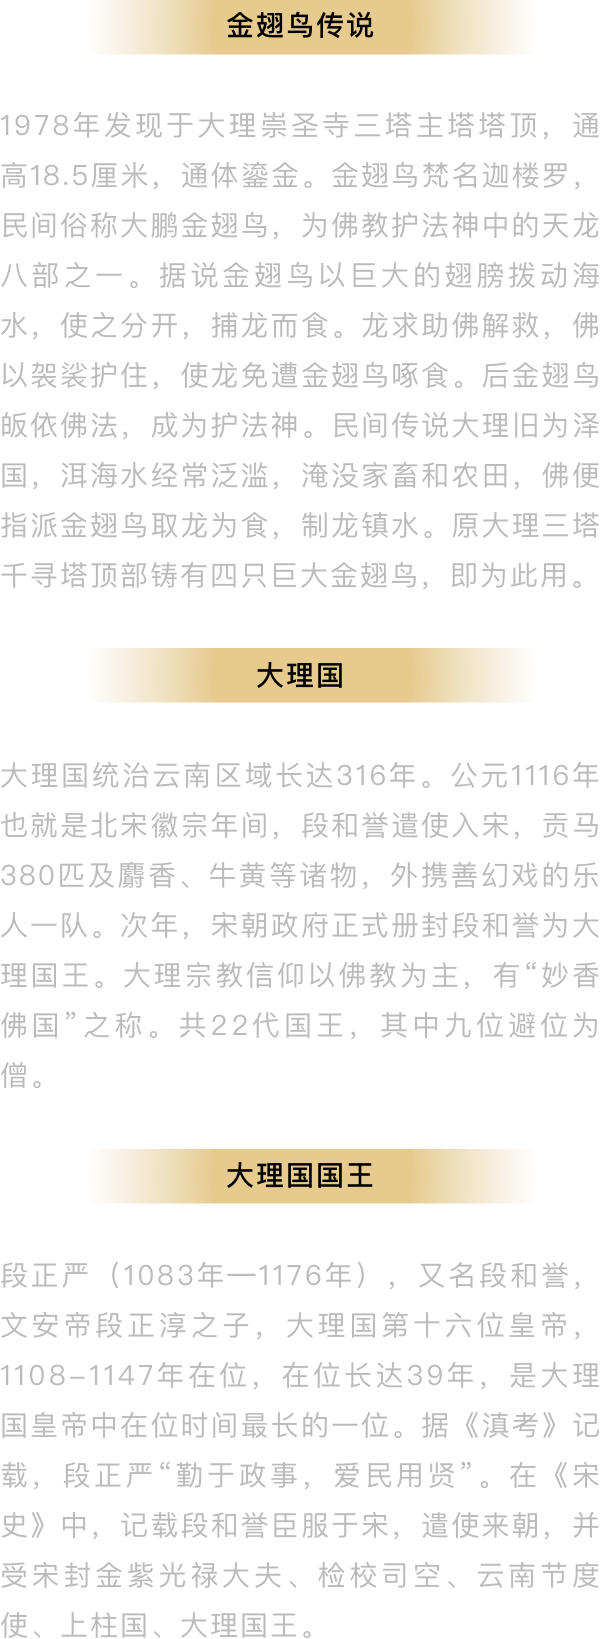 金翅鸟传说
1978年发现于大理崇圣寺三塔主塔塔顶，通
高18.5厘米，通体鎏金。金翅鸟梵名迦楼罗，
民间俗称大鹏金翅鸟，为佛教护法神中的天龙
八部之一。据说金翅鸟以巨大的翅膀拨动海
水，使之分开，捕龙而食。龙求助佛解救，佛
以袈裟护住，使龙免遭金翅鸟啄食。后金翅鸟
皈依佛法，成为护法神。民间传说大理旧为泽
国，洱海水经常泛滥，淹没家畜和农田，佛便
指派金翅鸟取龙为食，制龙镇水。原大理三塔
千寻塔顶部铸有四只巨大金翅鸟，即为此用。
大理国
大理国统治云南区域长达316年。公元1116年
也就是北宋徽宗年间，段和誉遣使入宋，贡马
380匹及麝香、牛黄等诸物，外携善幻戏的乐
人一队。次年，宋朝政府正式册封段和誉为大
理国王。大理宗教信仰以佛教为主，有“妙香
佛国”之称。共22代国王，其中九位避位为
僧。
大理国国王
段正严（1083年—1176年），又名段和誉，
文安帝段正淳之子，大理国第十六位皇帝，
1108-1147年在位，在位长达39年，是大理
国皇帝中在位时间最长的一位。据《滇考》记
载，段正严“勤于政事，爱民用贤”。在《宋
史》中，记载段和誉臣服于宋，遣使来朝，并
受宋封金紫光禄大夫、检校司空、云南节度
使、上柱国、大理国王。